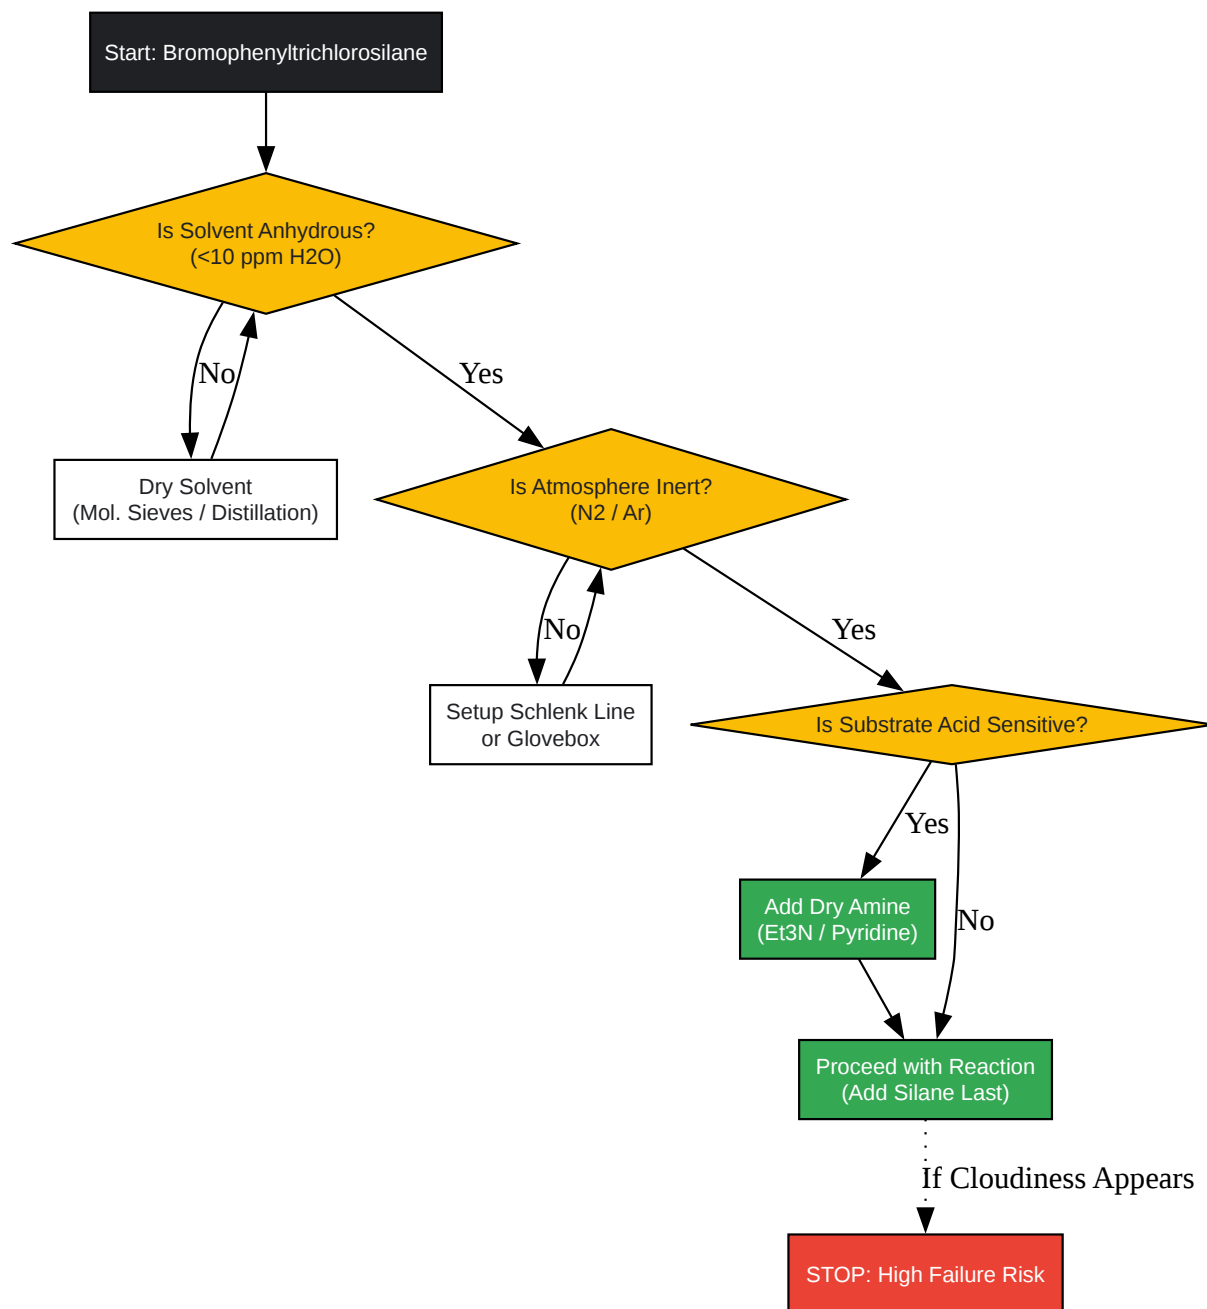 Start: Bromophenyltrichlorosilane
Is Solvent Anhydrous?
(<10 ppm H2O)
No
Yes
Dry Solvent
(Mol. Sieves / Distillation)
Is Atmosphere Inert?
(N2 / Ar)
No
Yes
Setup Schlenk Line
or Glovebox
Is Substrate Acid Sensitive?
Yes
No
Add Dry Amine
(Et3N / Pyridine)
Proceed with Reaction
(Add Silane Last)
If Cloudiness Appears
STOP: High Failure Risk